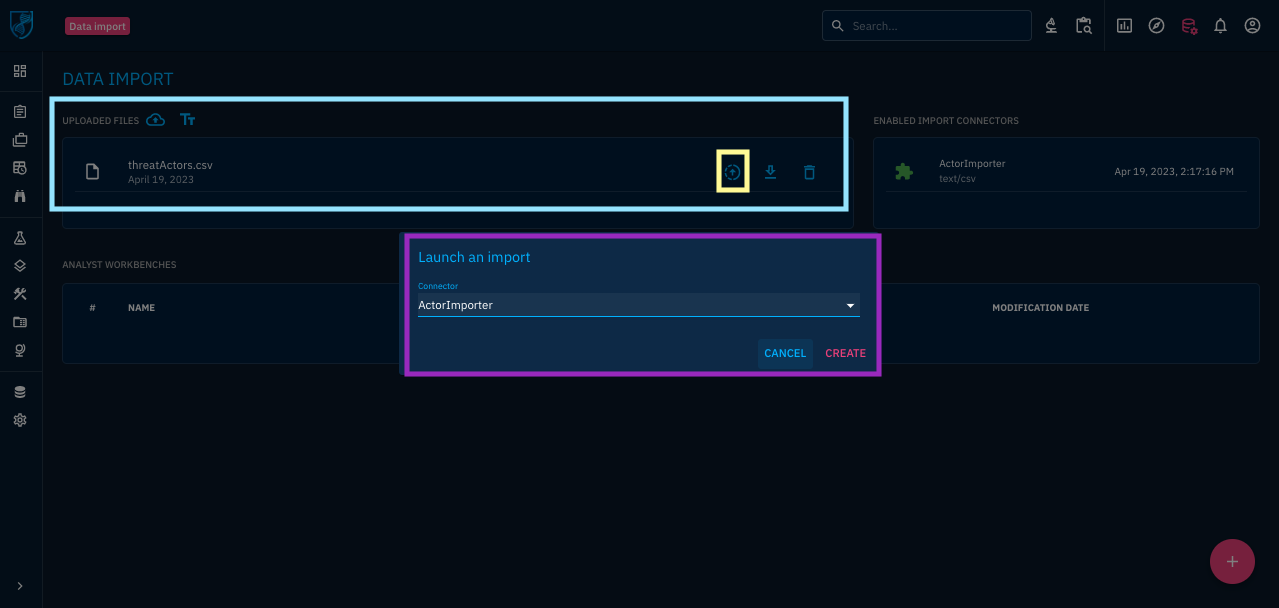 Data import
Search...
DATA IMPORT
UPLOADED FILES
threatActors.csv
April 19, 2023
ENABLED IMPORT CONNECTORS
ActorImporter
text/csv
Apr 19, 2023, 2:17:16 PM
Launch an import
Connector
ActorImporter
CANCEL CREATE
ANALYST WORKBENCHES
# NAME MODIFICATION DATE